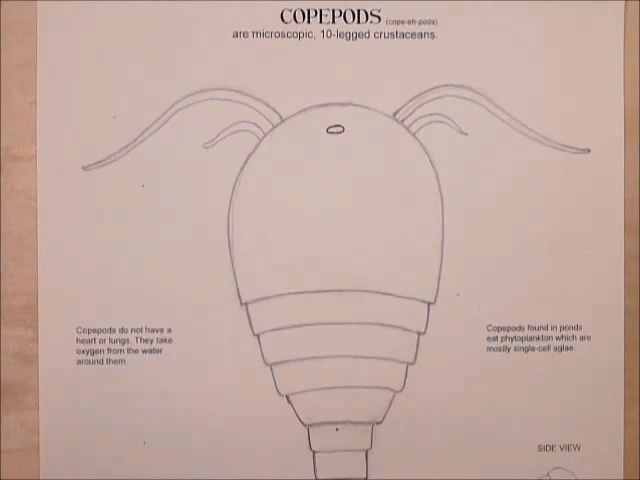 COPEPODS (cope-eh-pods)
are microscopic, 10-legged crustaceans.
Copepods do not have a
heart or lungs. They take
oxygen from the water
around them.
Copepods found in ponds
eat phytoplankton which are
mostly single-cell aglae.
SIDE VIEW